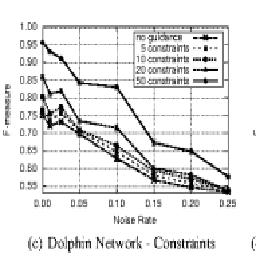 1.00
no guidance
0.95
5 constraints
0.90
10 constraints
20 constraints
0.85
50 constraints
0.80
0.75
0.70
0.65
0.60
0.55
F-measure
0.00 0.05 0.10 0.15 0.20 0.25
Noise Rate
(c) Dolphin Network - Constraints